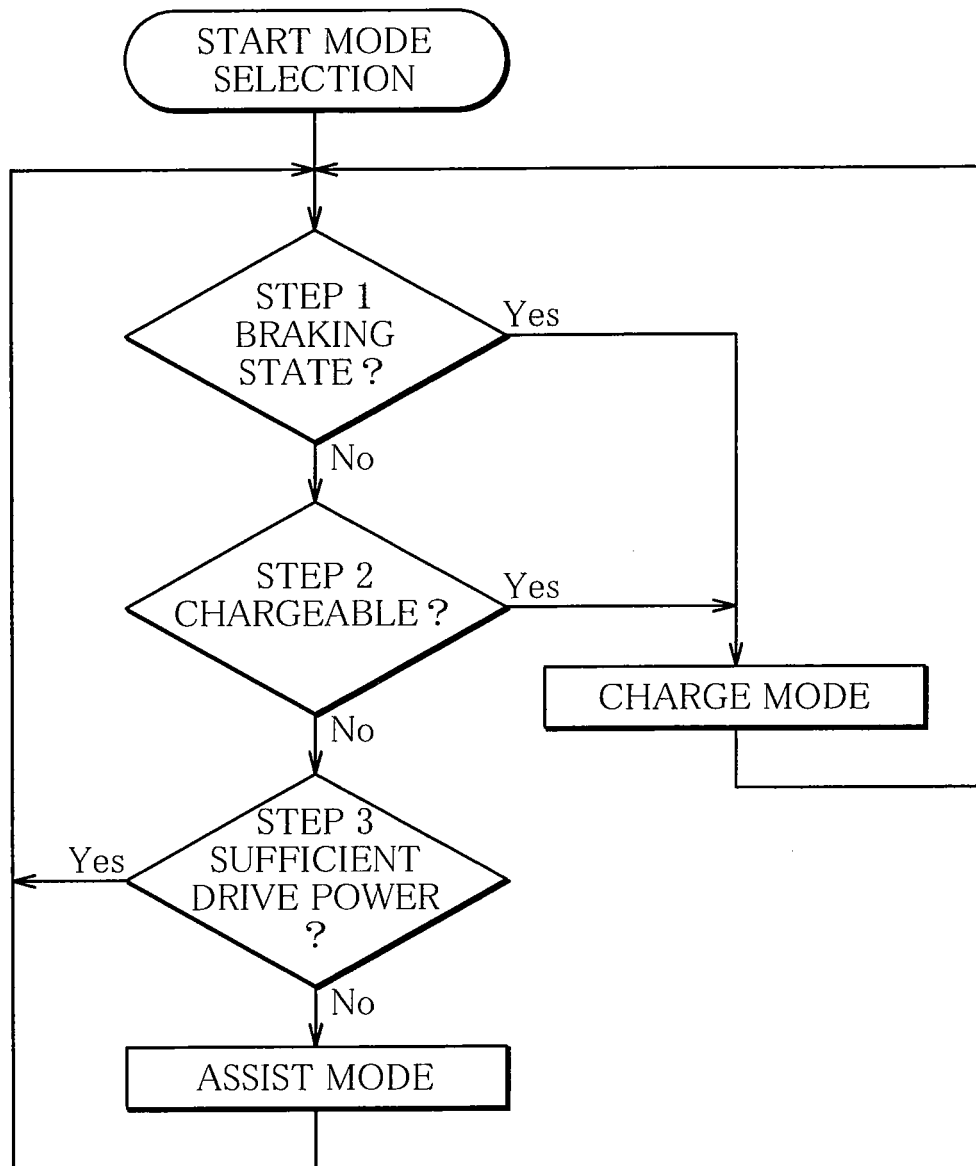 START MODE
SELECTION
STEP 1
BRAKING
STATE ?
Yes
No
STEP 2
CHARGEABLE ?
Yes
CHARGE MODE
No
STEP 3
SUFFICIENT
DRIVE POWER
?
Yes
No
ASSIST MODE